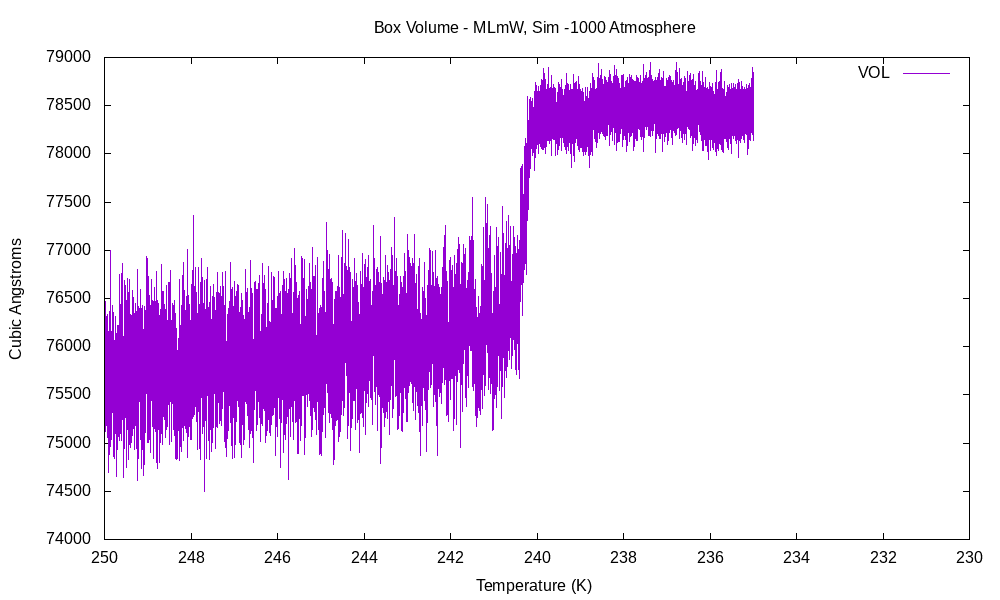 Box Volume - MLmW, Sim -1000 Atmosphere
VOL
79000
78500
78000
77500
77000
76500
76000
75500
75000
74500
74000
Cubic Angstroms
250 248 246 244 242 240 238 236 234 232 230
Temperature (K)